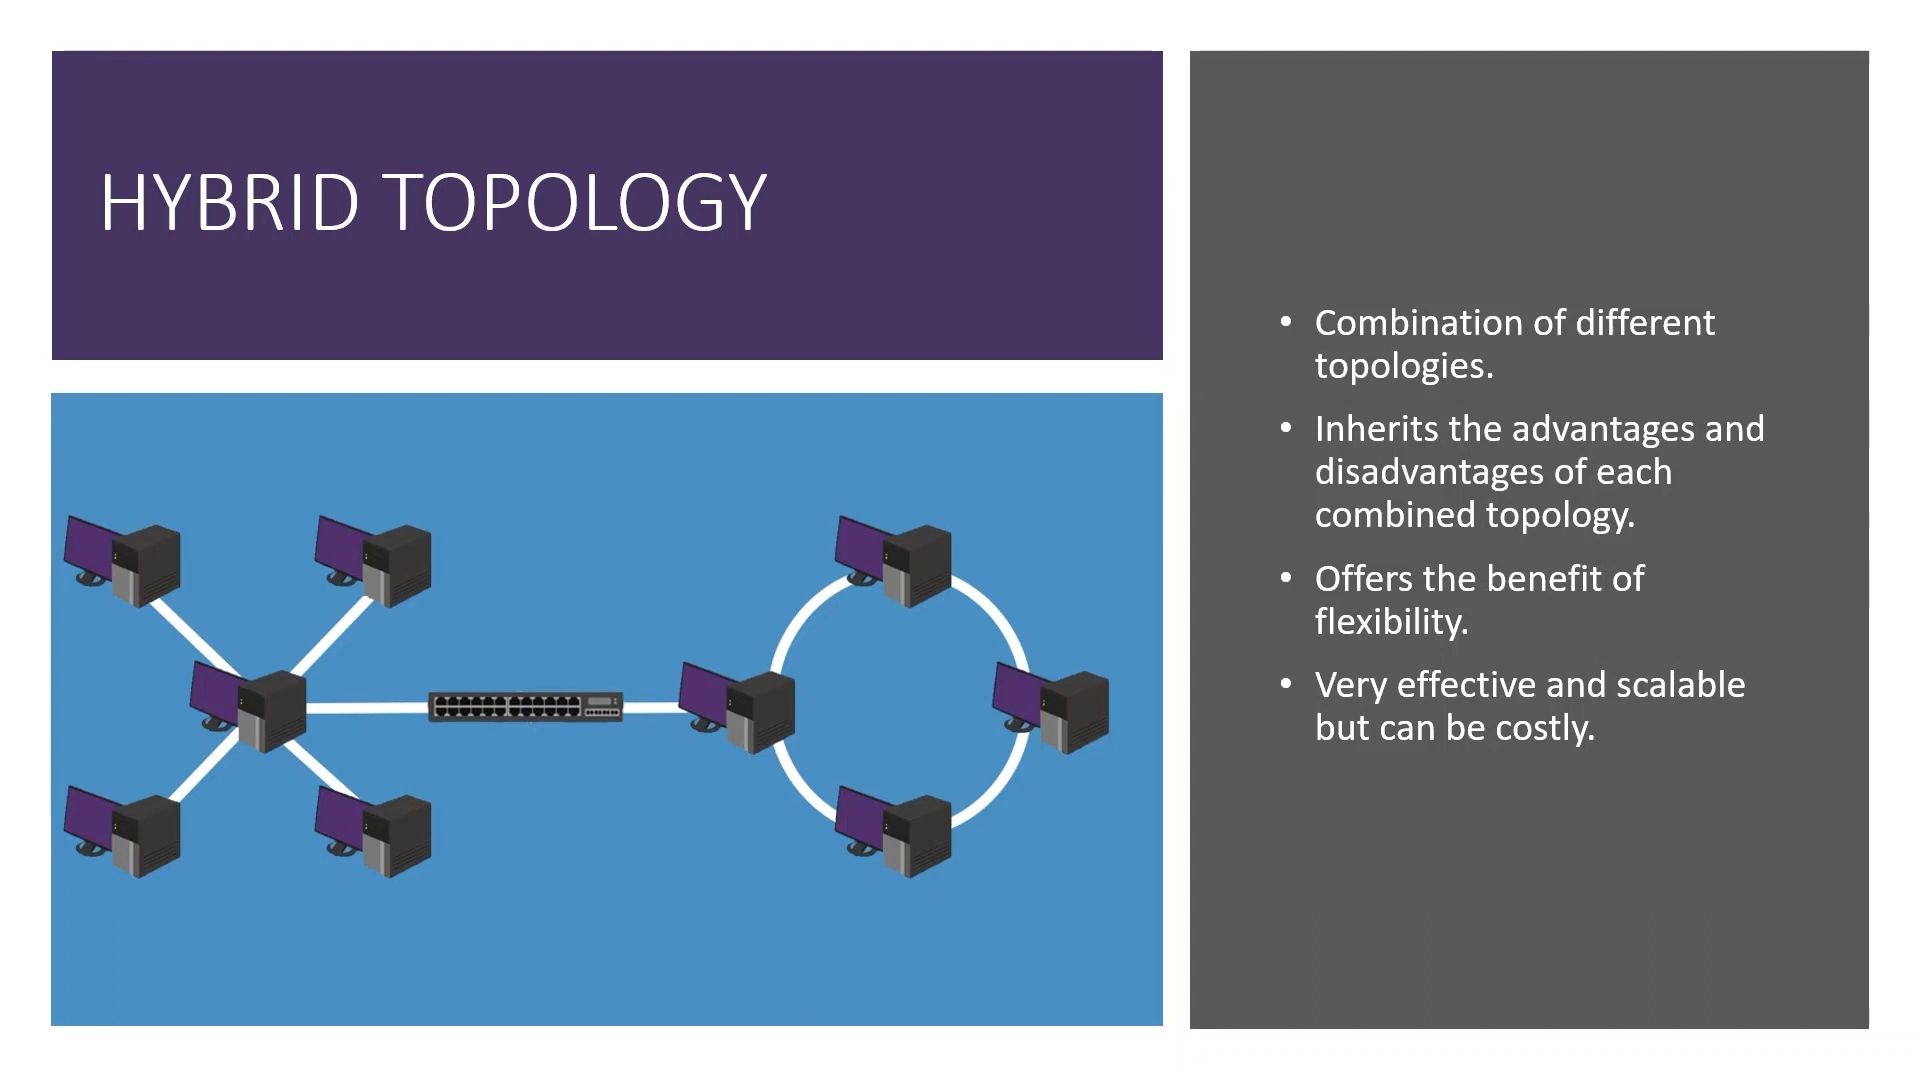 HYBRID TOPOLOGY
• Combination of different
topologies.
• Inherits the advantages and
disadvantages of each
combined topology.
• Offers the benefit of
flexibility.
• Very effective and scalable
but can be costly.